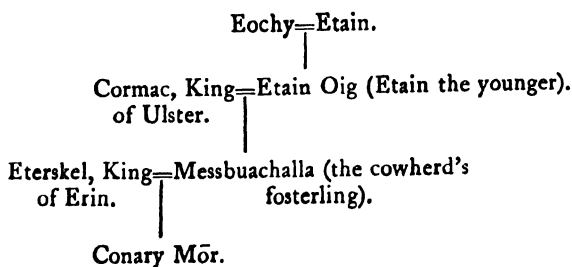 Eochy=Etain.
Cormac, King=Etain Oig (Etain the younger).
of Ulster.
Eterskel, King=Messbuachalla (the cowherd's
of Erin. fosterling).
Conary Mōr.